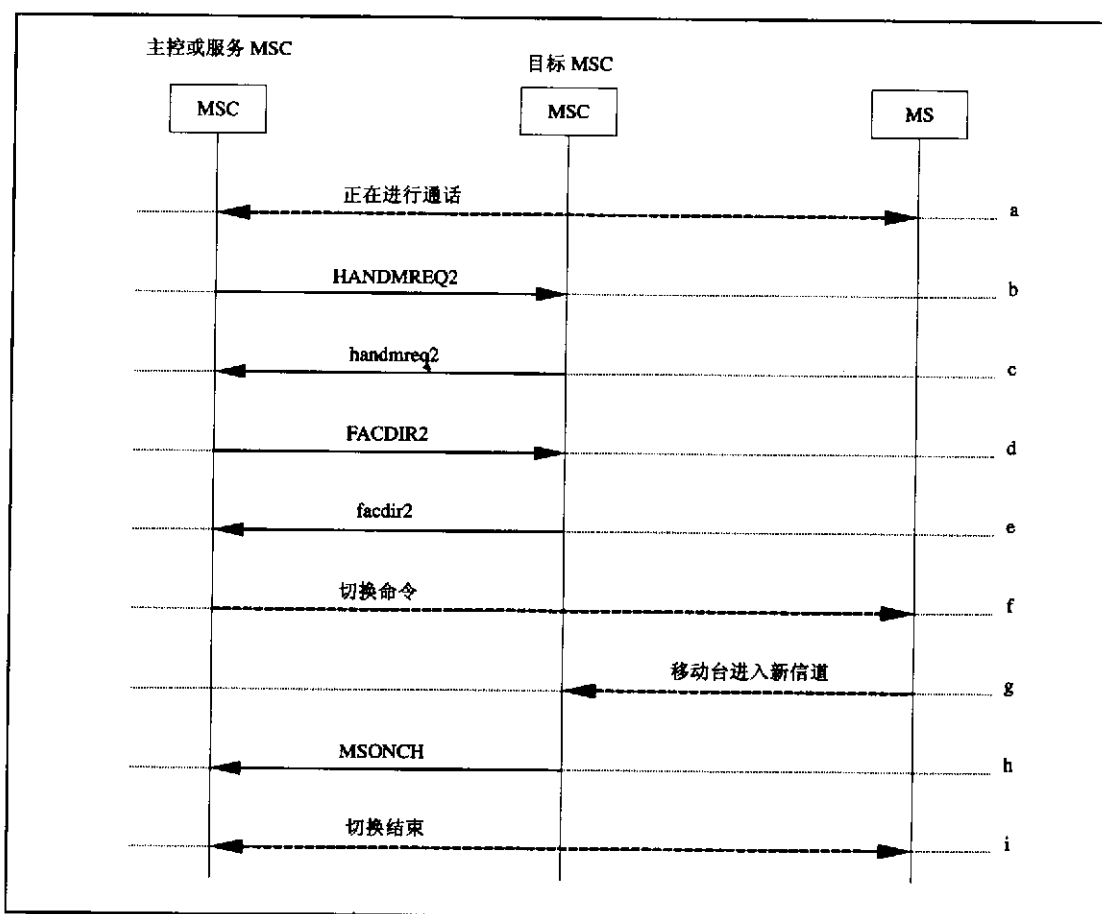 主控或服务 MSC
目标 MSC
MSC
MSC
MS
正在进行通话
a
HANDMREQ2
b
handmreq2
c
FACDIR2
d
facdir2
e
切换命令
f
移动台进入新信道
g
MSONCH
h
切换结束
i